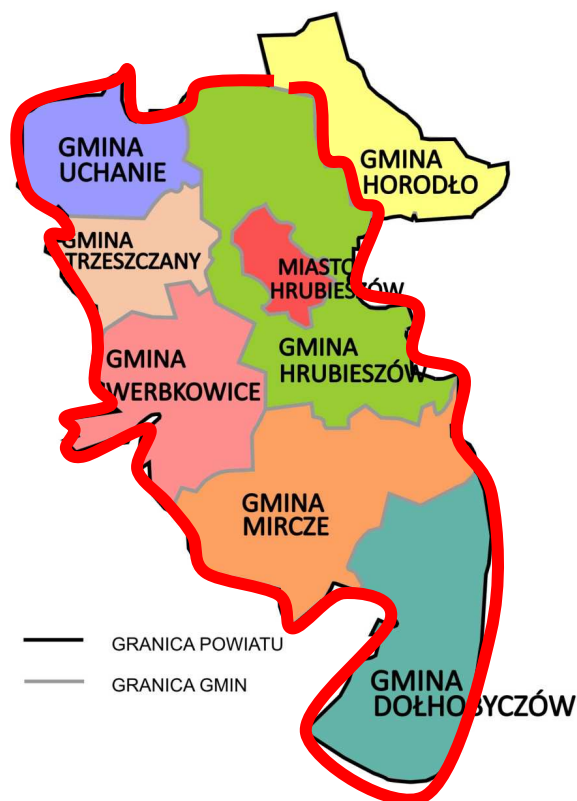 GMINA
UCHANIE
GMINA
HORODŁO
GMINA
TRZESZCZANY
MIASTO
HRUBIESZÓW
GMINA
HRUBIESZÓW
GMINA
WERBKOWICE
GMINA
MIRCZE
GRANICA POWIATU
GRANICA GMIN
GMINA
DOŁHOBYCZÓW